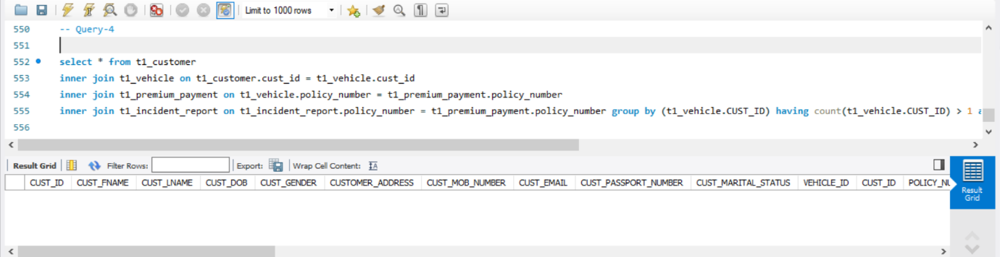 Limit to 1000 rows
550 -- Query-4
551
552 select * from t1_customer
553 inner join t1_vehicle on t1_customer.cust_id = t1_vehicle.cust_id
554 inner join t1_premium_payment on t1_vehicle.policy_number = t1_premium_payment.policy_number
555 inner join t1_incident_report on t1_incident_report.policy_number = t1_premium_payment.policy_number group by (t1_vehicle.CUST_ID) having count(t1_vehicle.CUST_ID) > 1 a
556
Result Grid Filter Rows: Export: Wrap Cell Content: IA
CUST_ID CUST_FNAME CUST_LNAME CUST_DOB CUST_GENDER CUSTOMER_ADDRESS CUST_MOB_NUMBER CUST_EMAIL CUST_PASSPORT_NUMBER CUST_MARITAL_STATUS VEHICLE_ID CUST_ID POLICY_NU
Result
Grid